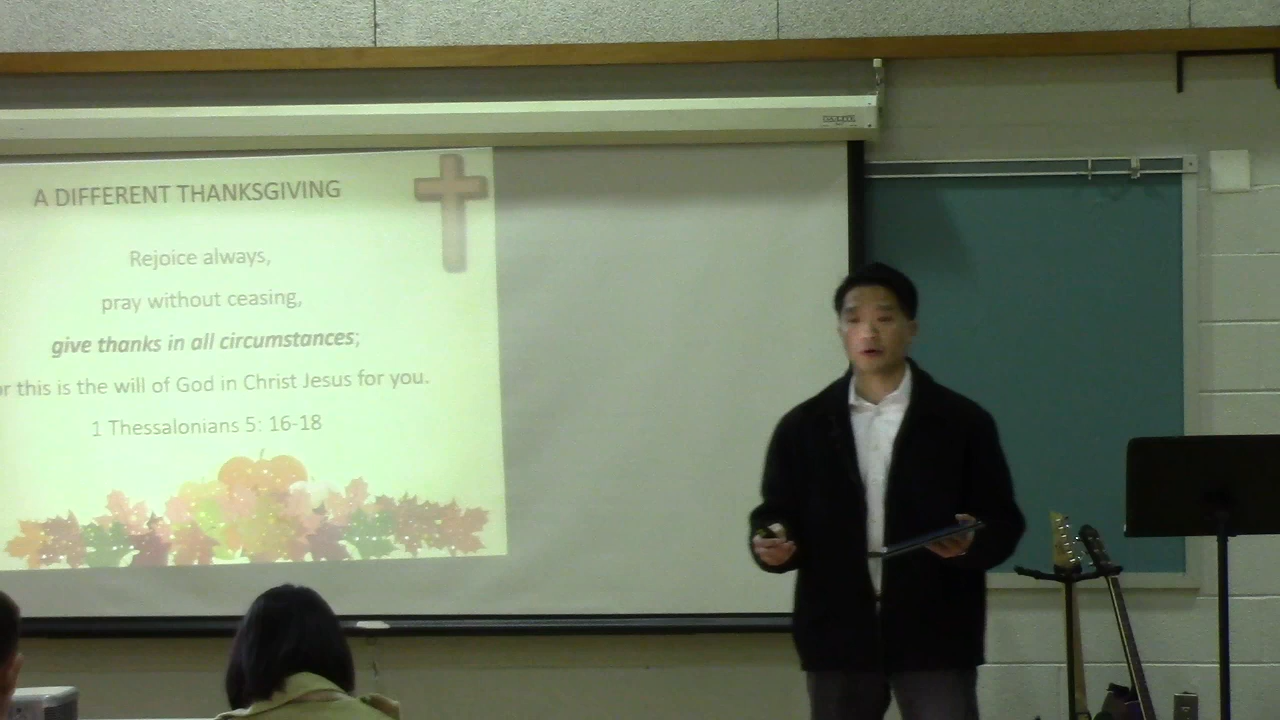 A DIFFERENT THANKSGIVING
Rejoice always,
pray without ceasing,
give thanks in all circumstances;
or this is the will of God in Christ Jesus for you.
1 Thessalonians 5: 16-18